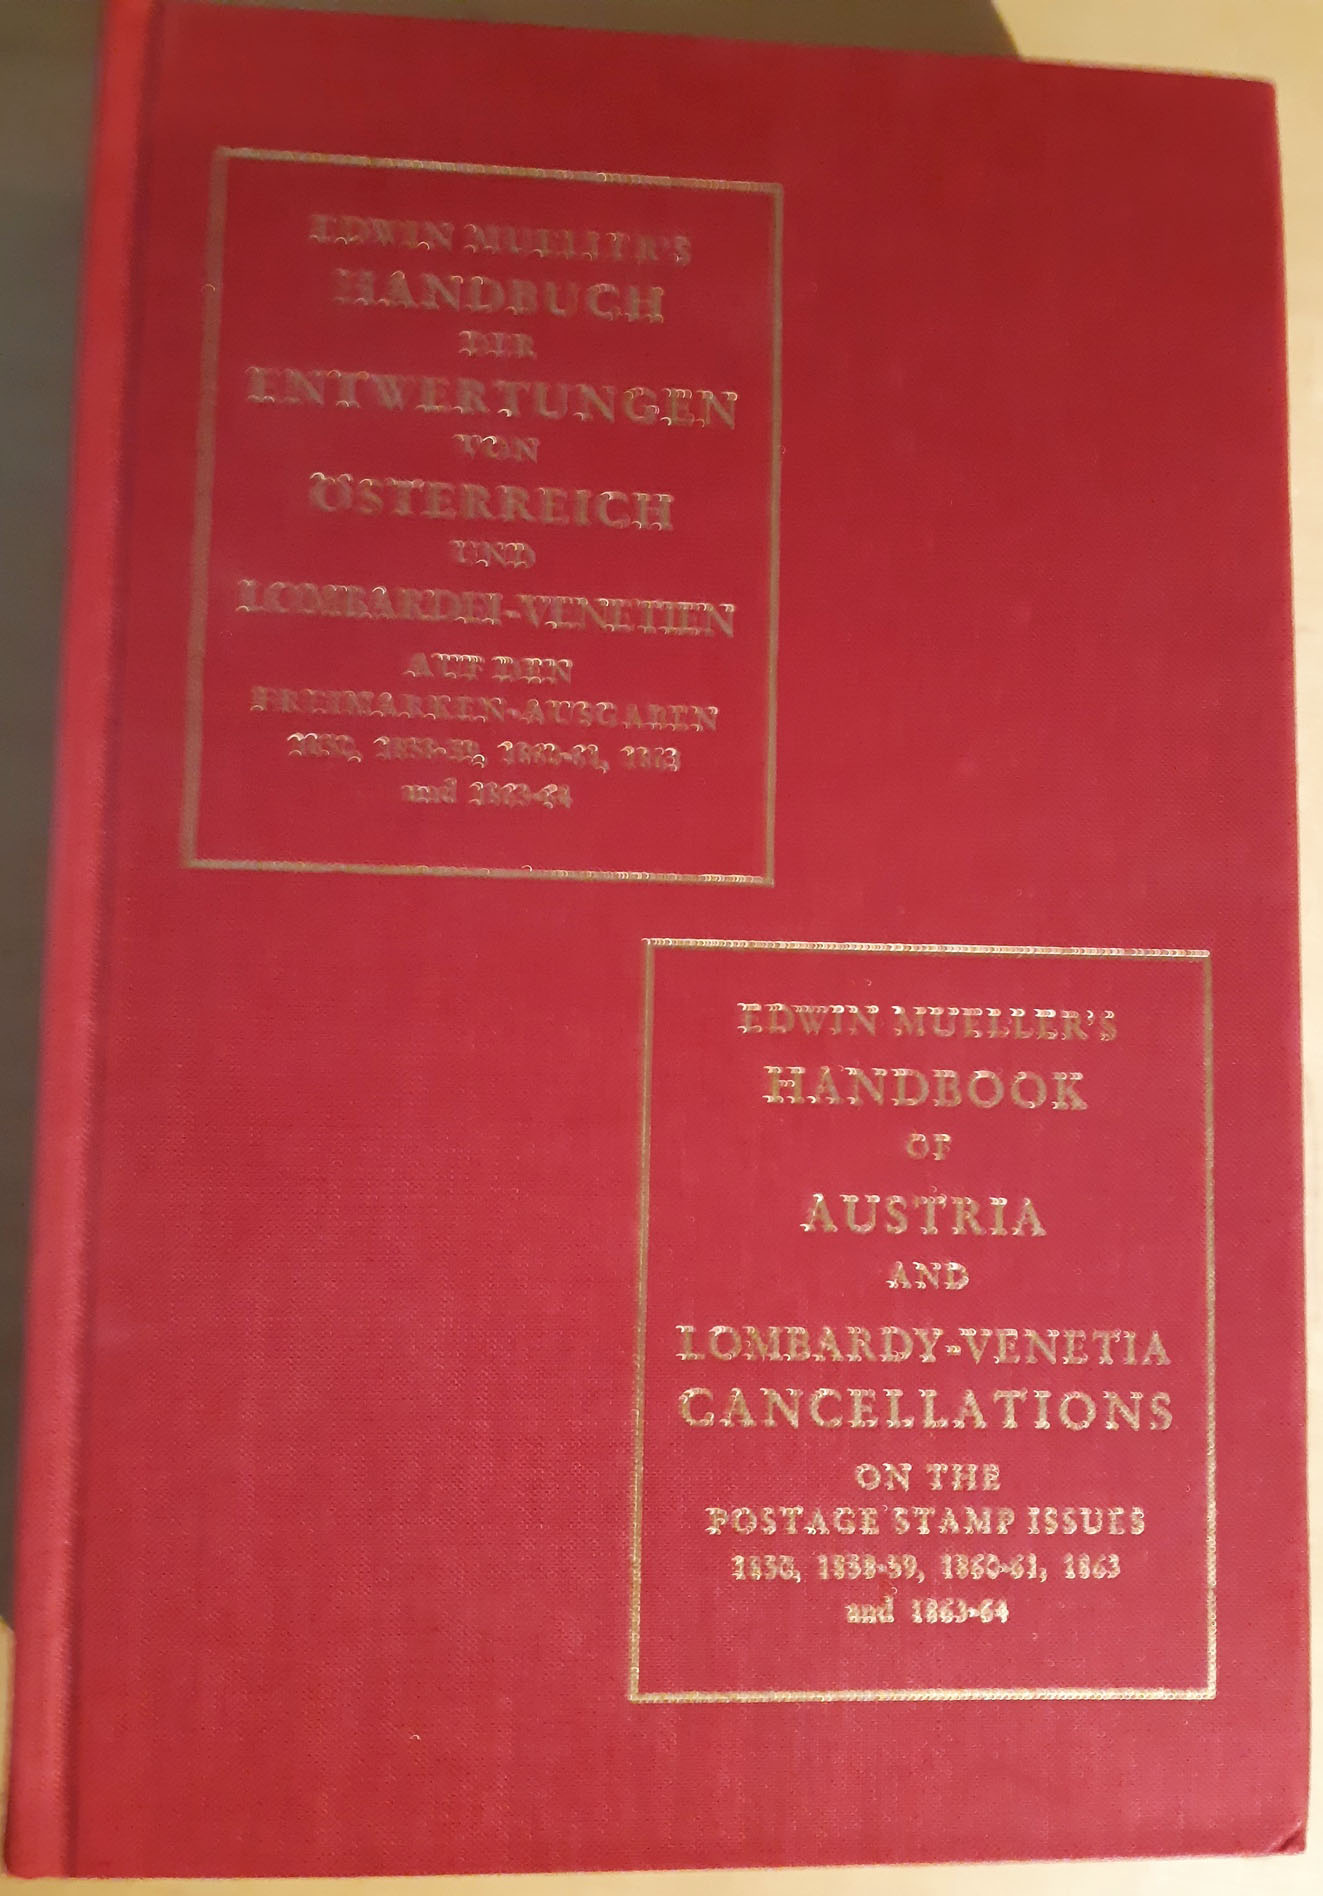 EDWIN MUELLER'S
HANDBUCH
DER
ENTWERTUNGEN
VON
ÖSTERREICH
UND
LOMBARDEI-VENETIEN
AUF DEN
FREIMARKEN-AUSGABEN
1850, 1858-59, 1860-61, 1863
und 1863-64
EDWIN MUELLER'S
HANDBOOK
OF
AUSTRIA
AND
LOMBARDY-VENETIA
CANCELLATIONS
ON THE
POSTAGE STAMP ISSUES
1850, 1858-59, 1860-61, 1863
and 1863-64